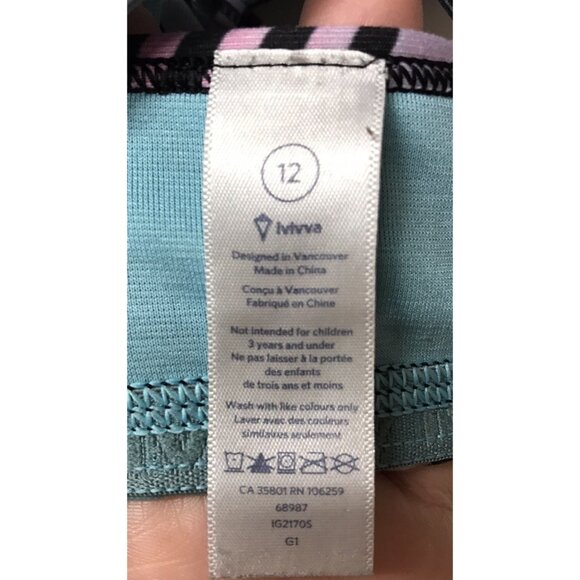 12
ivivva
Designed in Vancouver
Made in China
Conçu à Vancouver
Fabriqué en Chine
Not intended for children
3 years and under
Ne pas laisser à la portée
des enfants
de trois ans et moins
Wash with like colours only
Laver avec des couleurs
similaires seulement
CA 35801 RN 106259
68987
IG2170S
G1